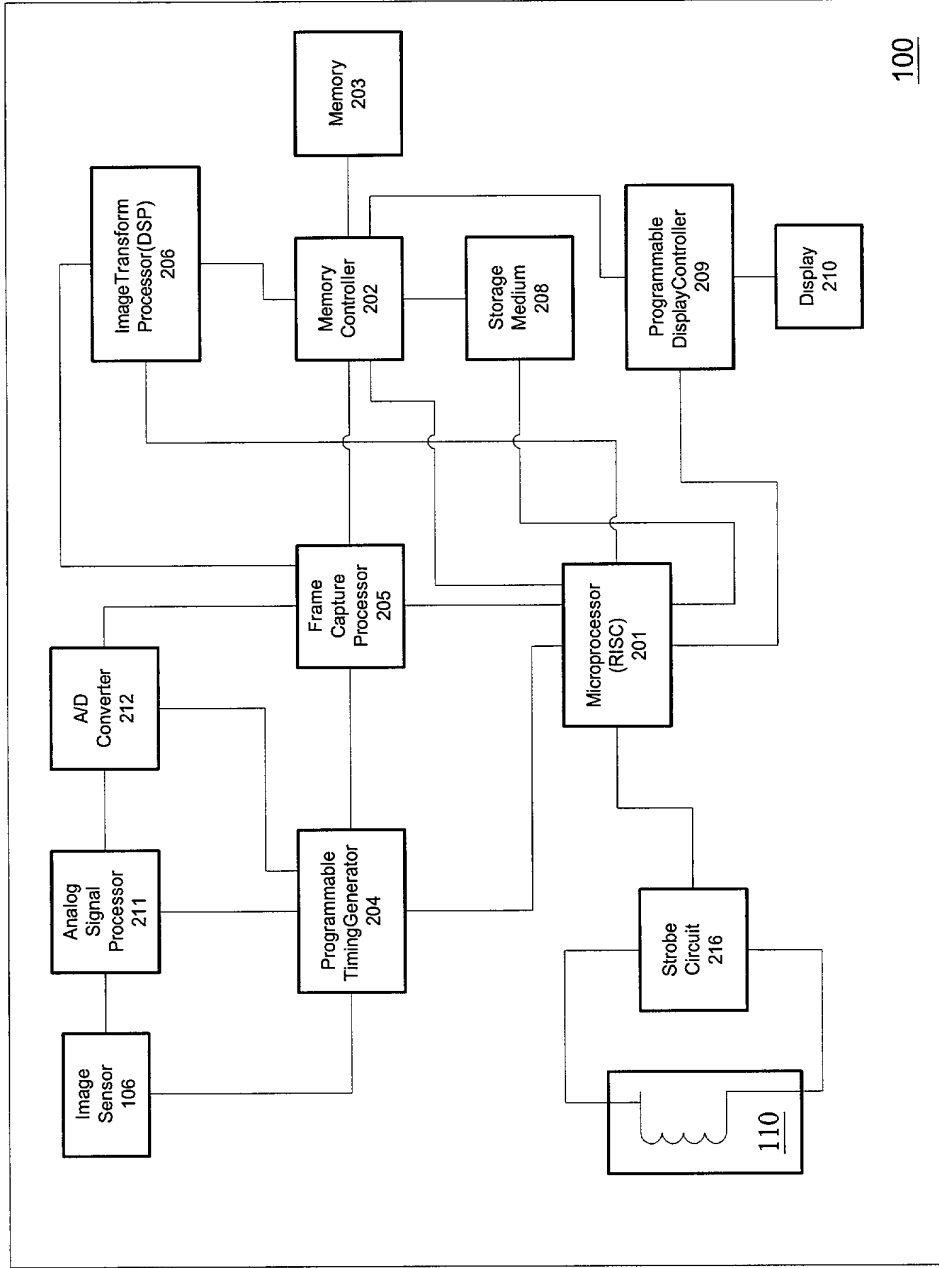 Image
Sensor
106
Analog
Signal
Processor
211
A/D
Converter
212
ImageTransform
Processor(DSP)
206
Programmable
TimingGenerator
204
Frame
Capture
Processor
205
Memory
Controller
202
Memory
203
Storage
Medium
208
110
Strobe
Circuit
216
Microprocessor
(RISC)
201
Programmable
DisplayController
209
Display
210
100